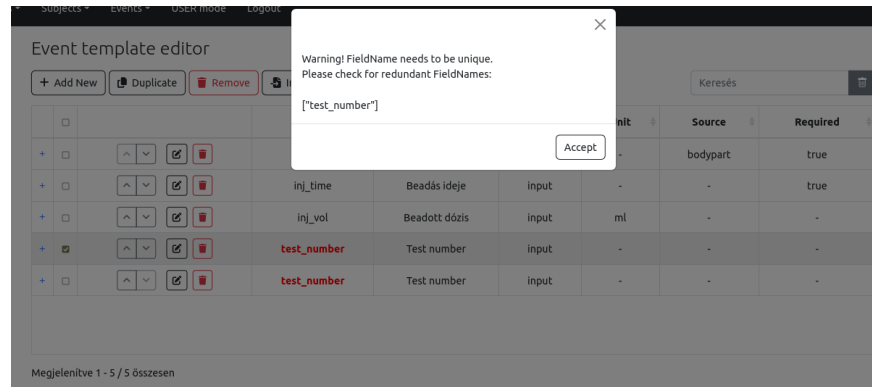 Subjects Events USER mode Logout
Event template editor
+ Add New Duplicate Remove
Keresés
Warning! FieldName needs to be unique.
Please check for redundant FieldNames:
["test_number"]
Accept
Source Required
+ - bodypart true
+ inj_time Beadás ideje input - - true
+ inj_vol Beadott dózis input ml - -
+ test_number Test number input - - -
+ test_number Test number input - - -
Megjelenítve 1 - 5 / 5 összesen